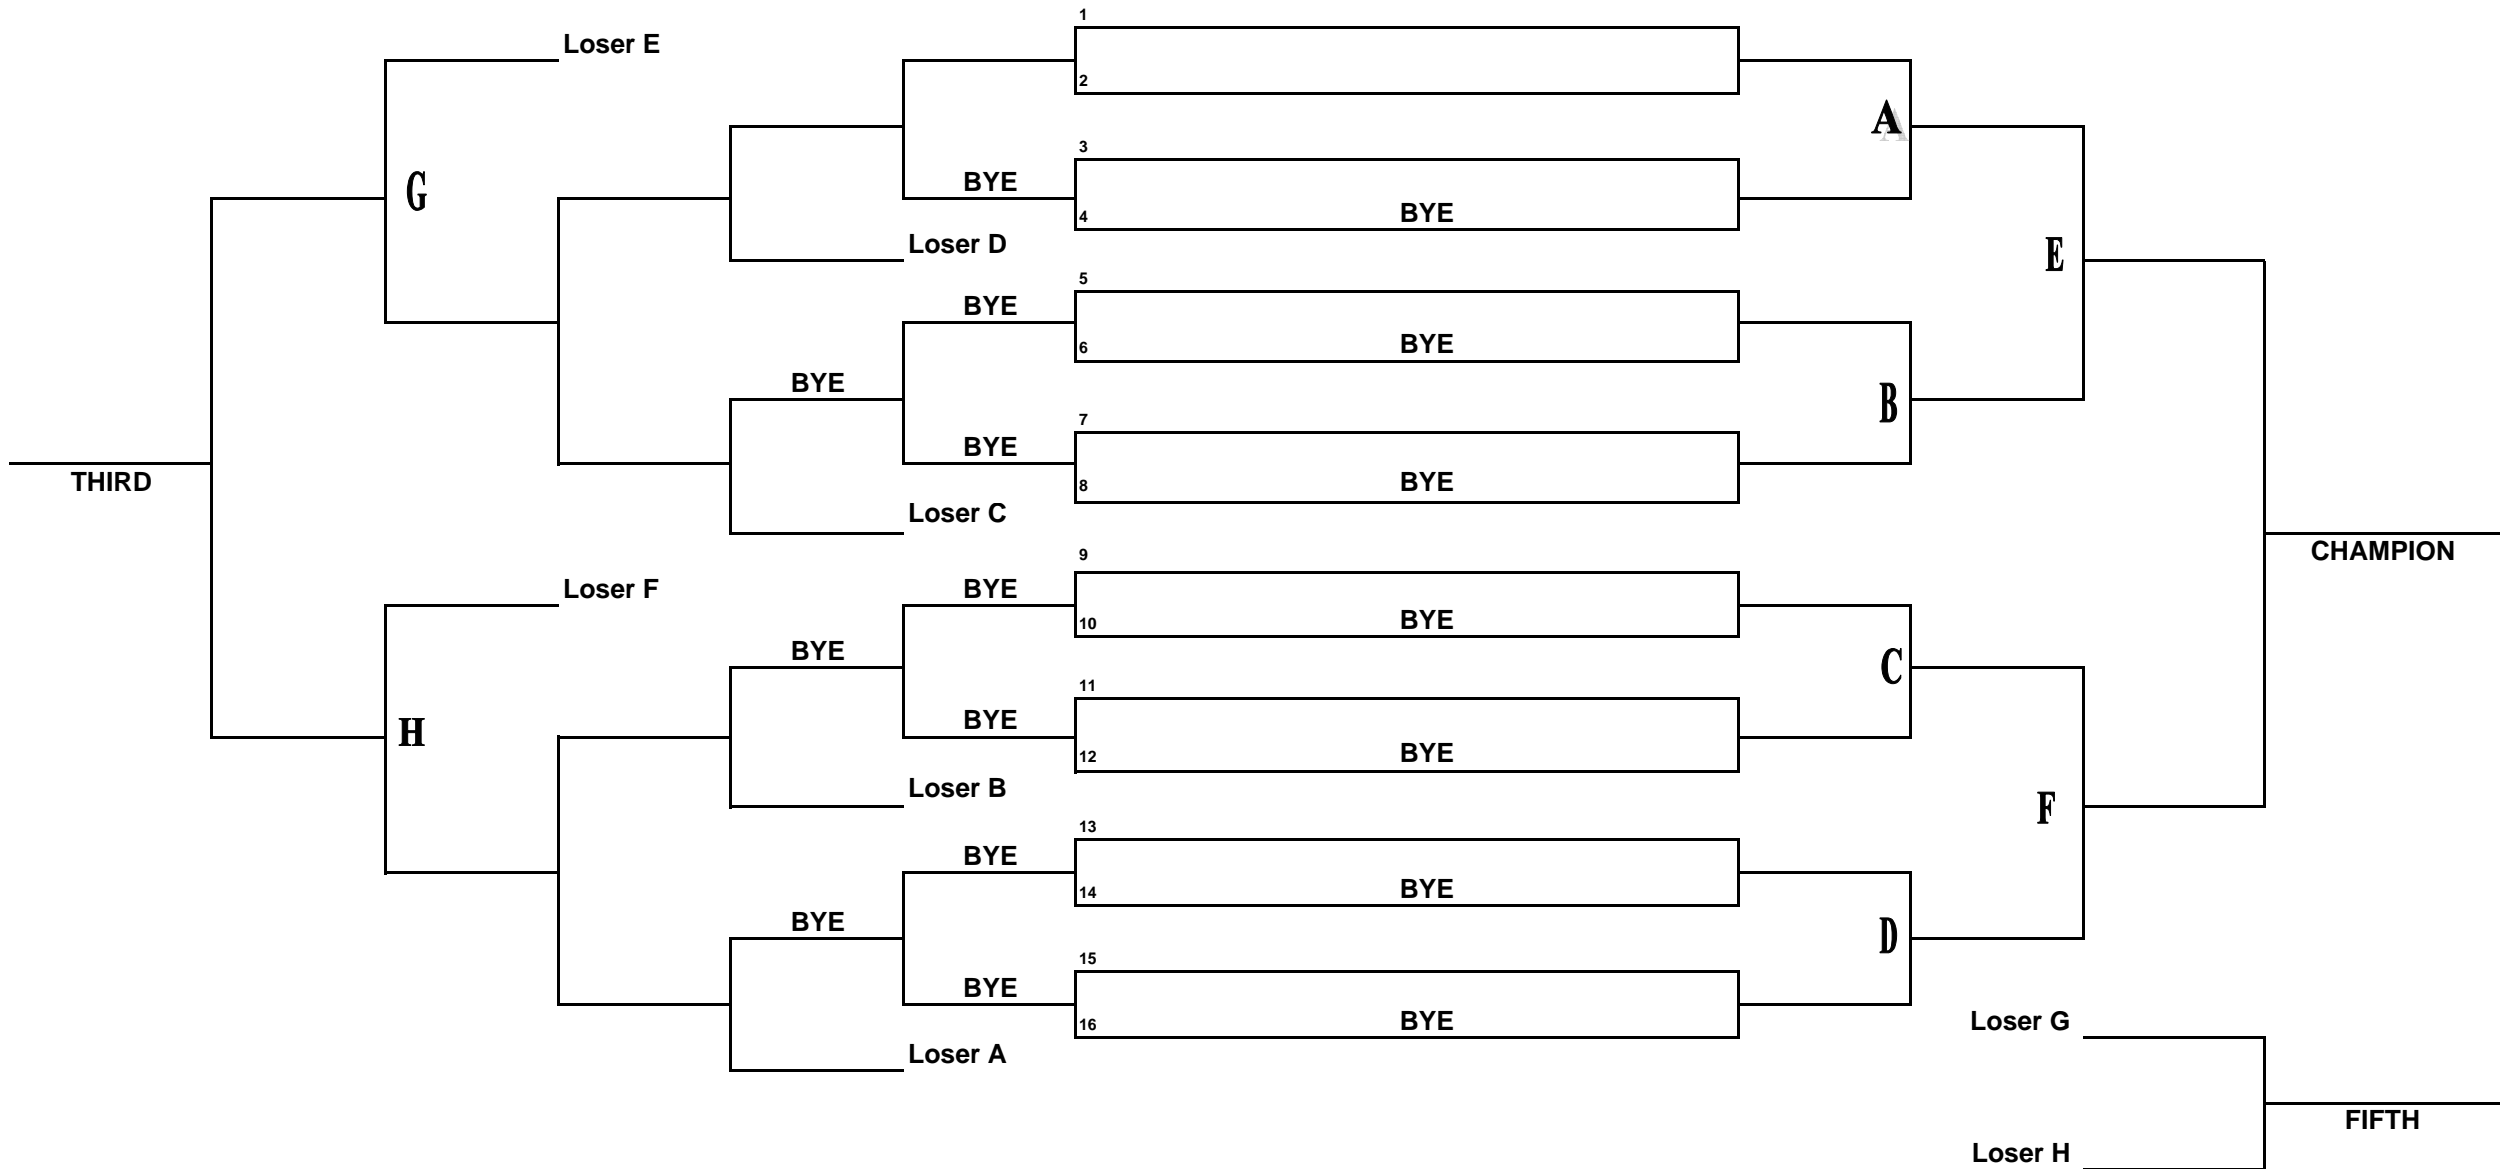 1
Loser E
2
A
3
BYE
G
4
BYE
Loser D
E
5
BYE
BYE
6
BYE
B
7
BYE
THIRD
BYE
8
Loser C
9
CHAMPION
Loser F
BYE
BYE
10
BYE
C
11
BYE
H
BYE
12
Loser B
F
13
BYE
BYE
14
BYE
D
15
BYE
BYE
16
Loser G
Loser A
FIFTH
Loser H